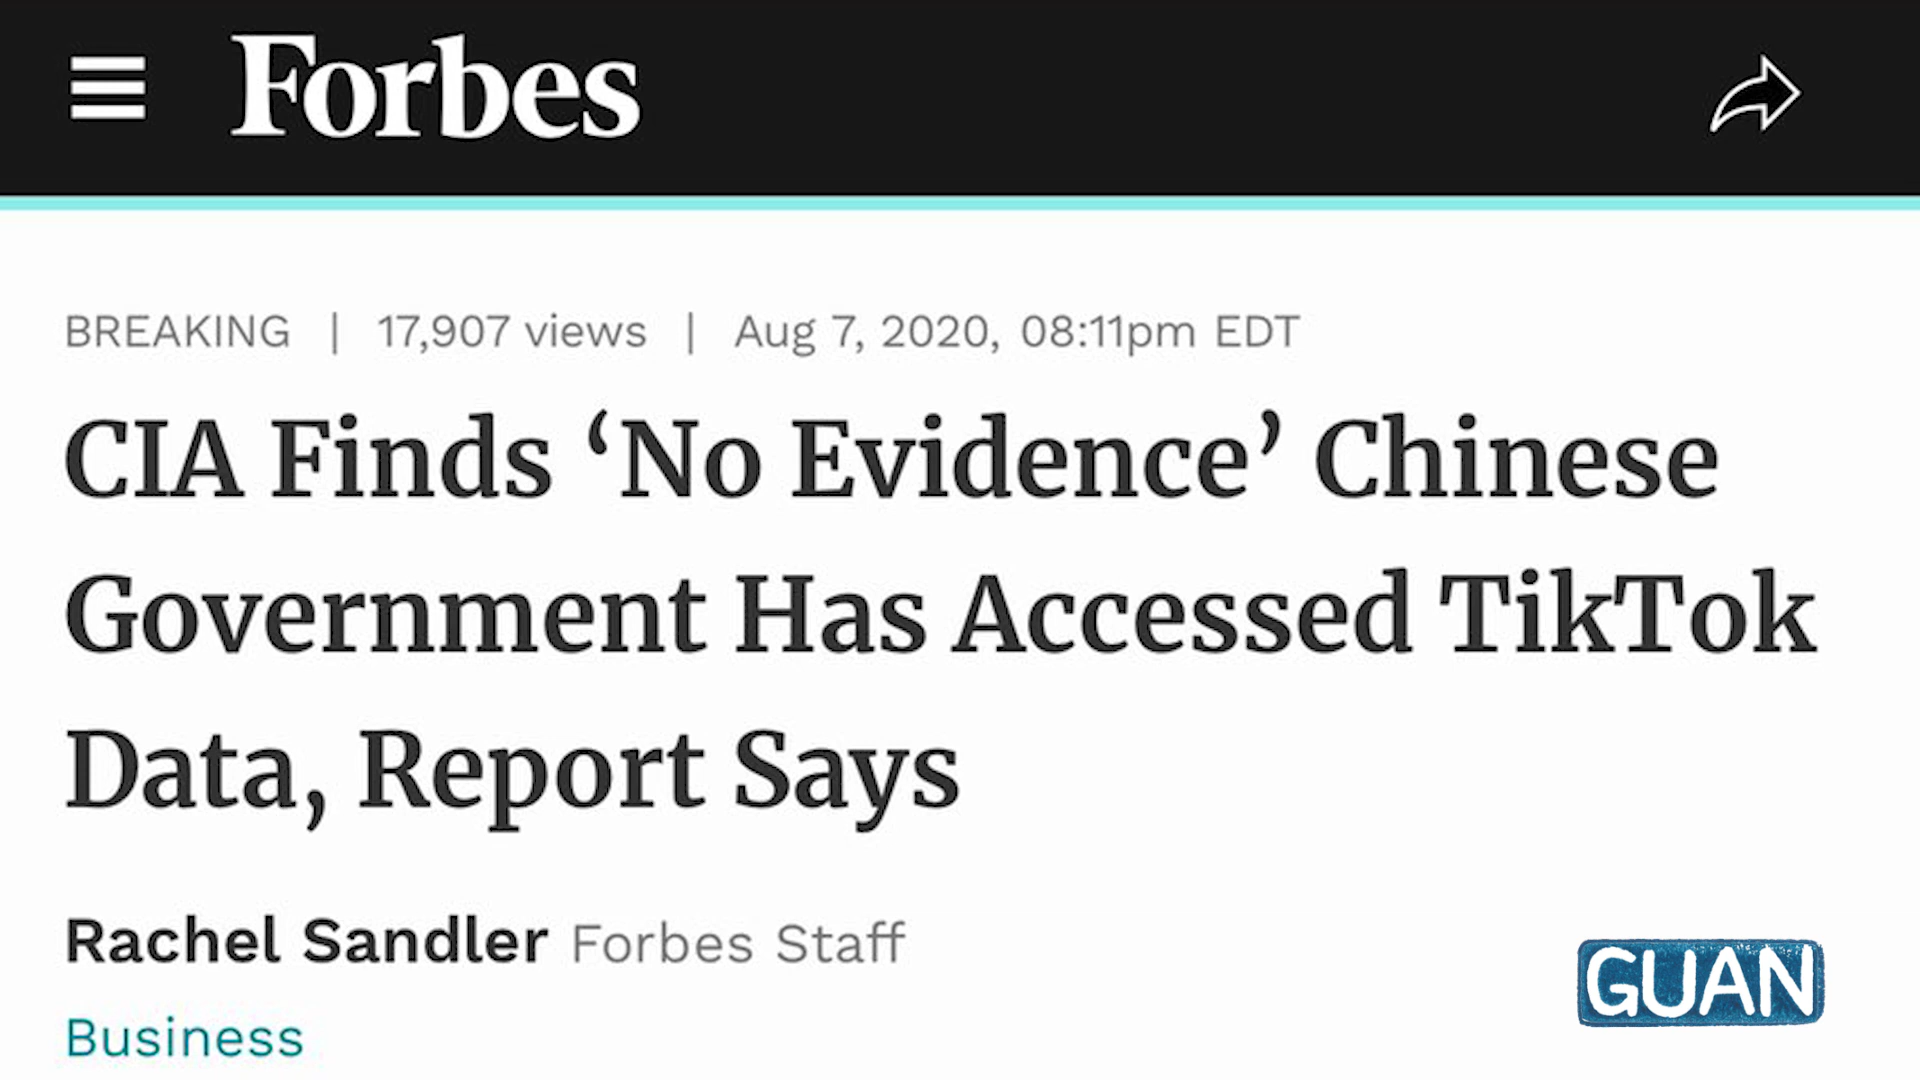 Forbes
BREAKING | 17,907 views | Aug 7, 2020, 08:11pm EDT
CIA Finds ‘No Evidence’ Chinese
Government Has Accessed TikTok
Data, Report Says
Rachel Sandler Forbes Staff
Business
GUAN